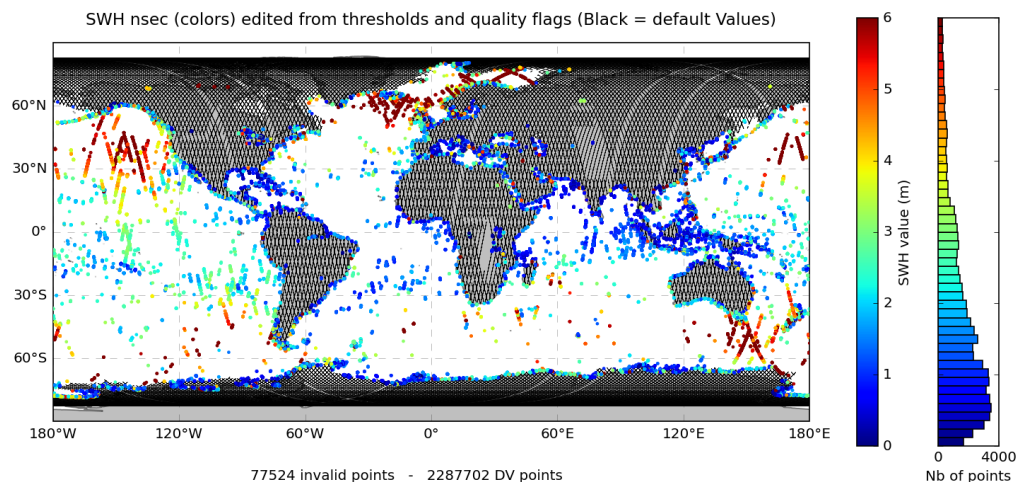 SWH nsec (colors) edited from thresholds and quality flags (Black = default Values)
60°N
30°N
0°
30°S
60°S
180°W 120°W 60°W 0° 60°E 120°E 180°E
77524 invalid points - 2287702 DV points
6
5
4
3
2
1
0
SWH value (m)
0 4000
Nb of points